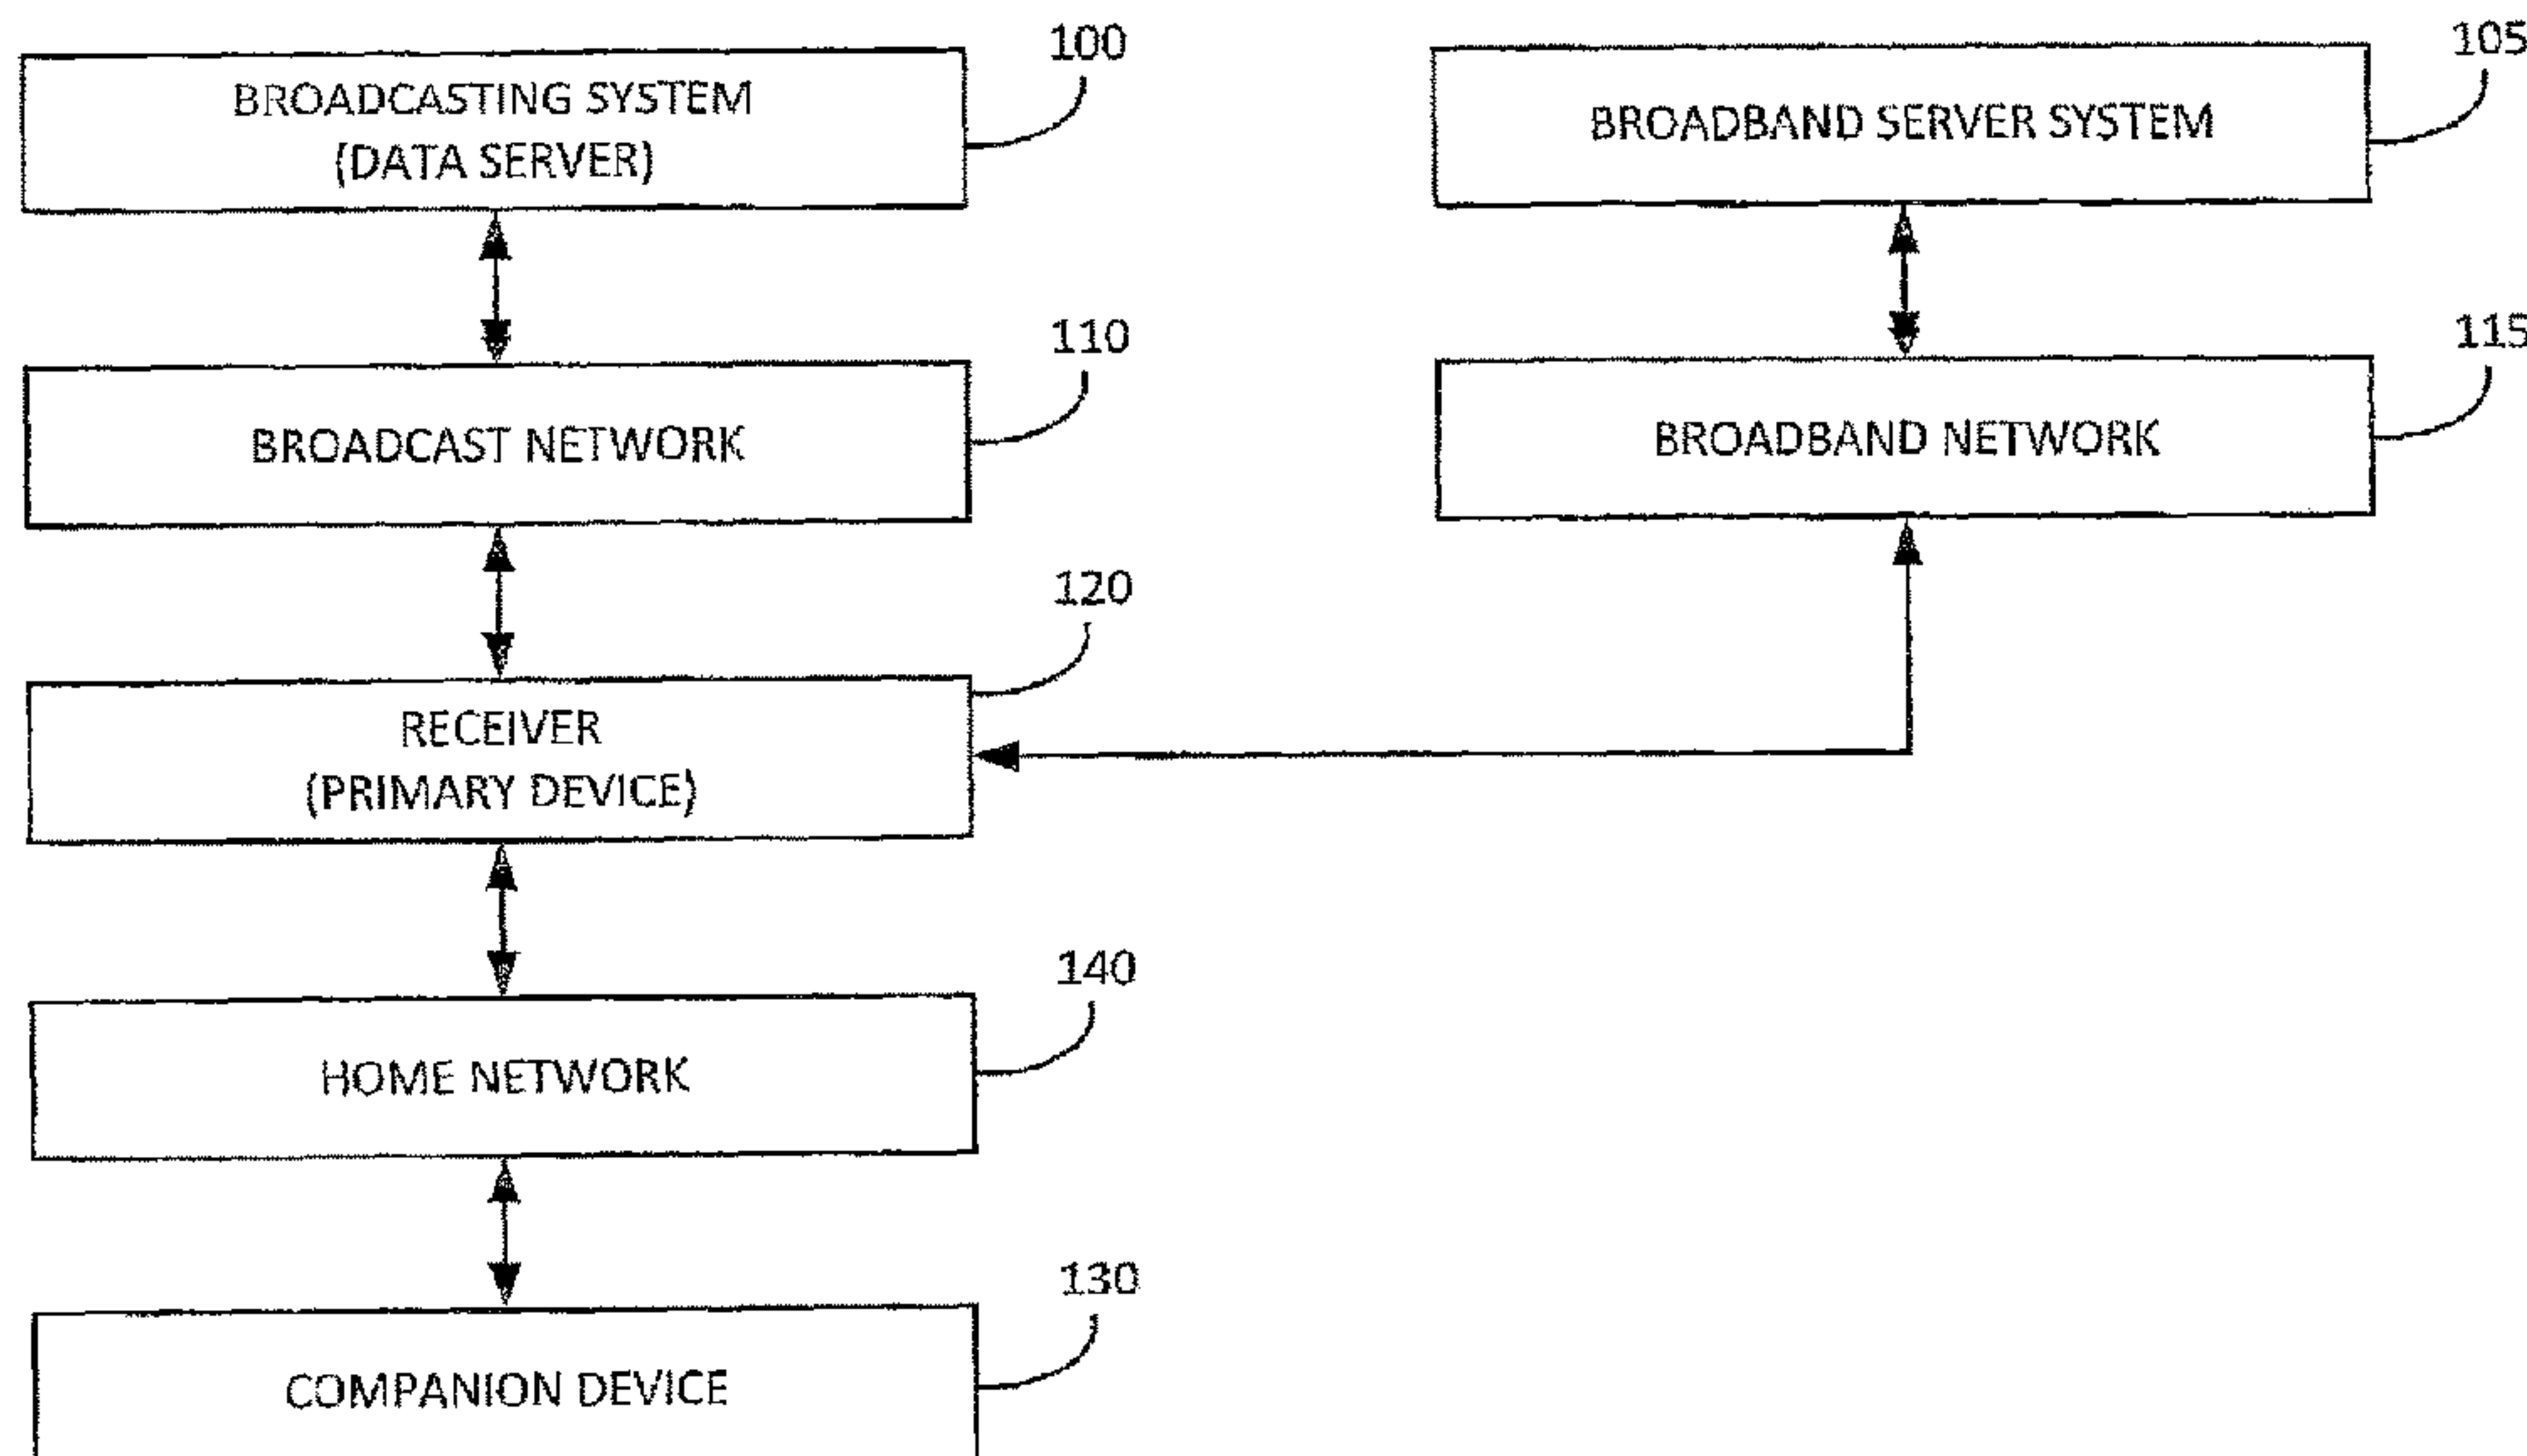 100
BROADCASTING SYSTEM
(DATA SERVER)
105
BROADBAND SERVER SYSTEM
110
BROADCAST NETWORK
115
BROADBAND NETWORK
120
RECEIVER
(PRIMARY DEVICE)
140
HOME NETWORK
130
COMPANION DEVICE